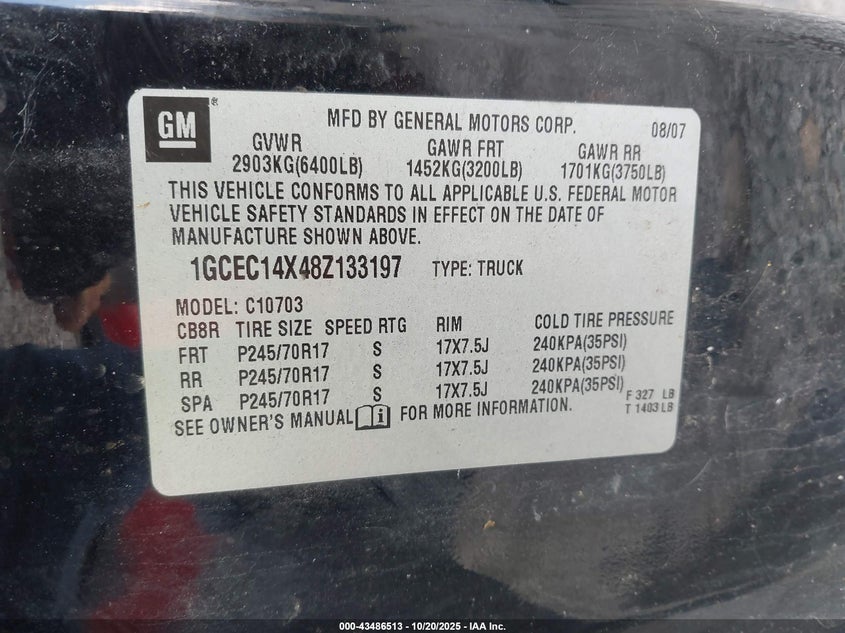 GM®
MFD BY GENERAL MOTORS CORP. 08/07
GVWR GAWR FRT GAWR RR
2903KG(6400LB) 1452KG(3200LB) 1701KG(3750LB)
THIS VEHICLE CONFORMS TO ALL APPLICABLE U.S. FEDERAL MOTOR
VEHICLE SAFETY STANDARDS IN EFFECT ON THE DATE OF
MANUFACTURE SHOWN ABOVE.
1GCEC14X48Z133197 TYPE: TRUCK
MODEL: C10703
CB8R TIRE SIZE SPEED RTG RIM COLD TIRE PRESSURE
FRT P245/70R17 S 17X7.5J 240KPA(35PSI)
RR P245/70R17 S 17X7.5J 240KPA(35PSI)
SPA P245/70R17 S 17X7.5J 240KPA(35PSI)
F 327 LB
T 1403 LB
SEE OWNER'S MANUAL i FOR MORE INFORMATION.
000-43486513 - 10/20/2025 - IAA Inc.